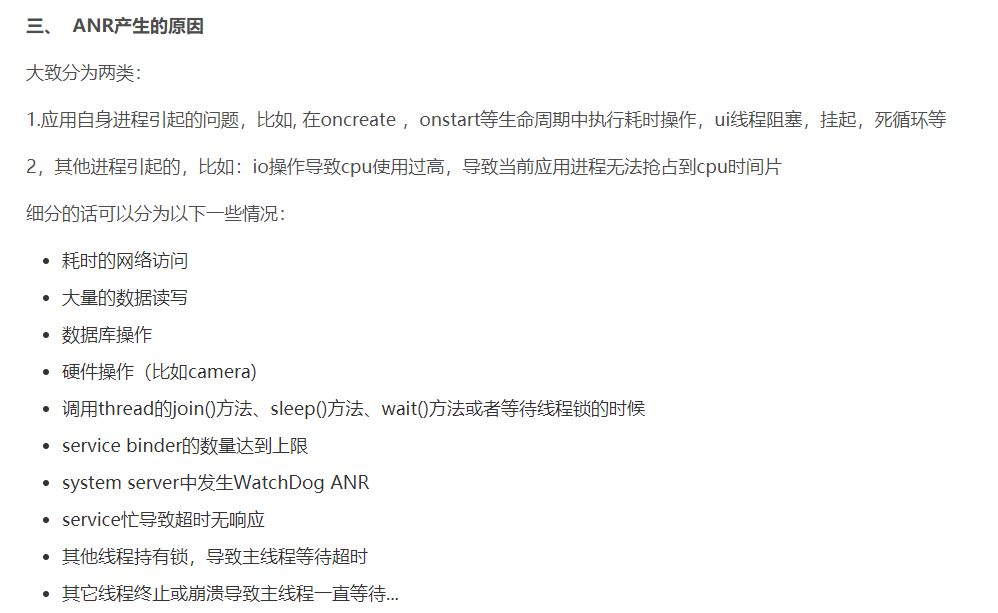 三、 ANR产生的原因
大致分为两类：
1.应用自身进程引起的问题，比如, 在oncreate ，onstart等生命周期中执行耗时操作，ui线程阻塞，挂起，死循环等
2，其他进程引起的，比如：io操作导致cpu使用过高，导致当前应用进程无法抢占到cpu时间片
细分的话可以分为以下一些情况：
• 耗时的网络访问
• 大量的数据读写
• 数据库操作
• 硬件操作（比如camera)
• 调用thread的join()方法、sleep()方法、wait()方法或者等待线程锁的时候
• service binder的数量达到上限
• system server中发生WatchDog ANR
• service忙导致超时无响应
• 其他线程持有锁，导致主线程等待超时
• 其它线程终止或崩溃导致主线程一直等待...